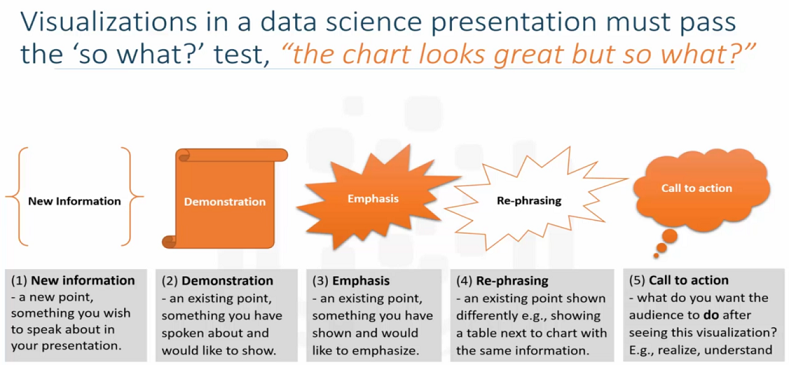 Visualizations in a data science presentation must pass
the ‘so what?’ test, “the chart looks great but so what?”
New Information
Demonstration
Emphasis
Re-phrasing
Call to action
(1) New information
- a new point,
something you wish
to speak about in
your presentation.
(2) Demonstration
- an existing point,
something you have
spoken about and
would like to show.
(3) Emphasis
- an existing point,
something you have
shown and would
like to emphasize.
(4) Re-phrasing
- an existing point shown
differently e.g., showing
a table next to chart with
the same information.
(5) Call to action
- what do you want the
audience to do after
seeing this visualization?
E.g., realize, understand